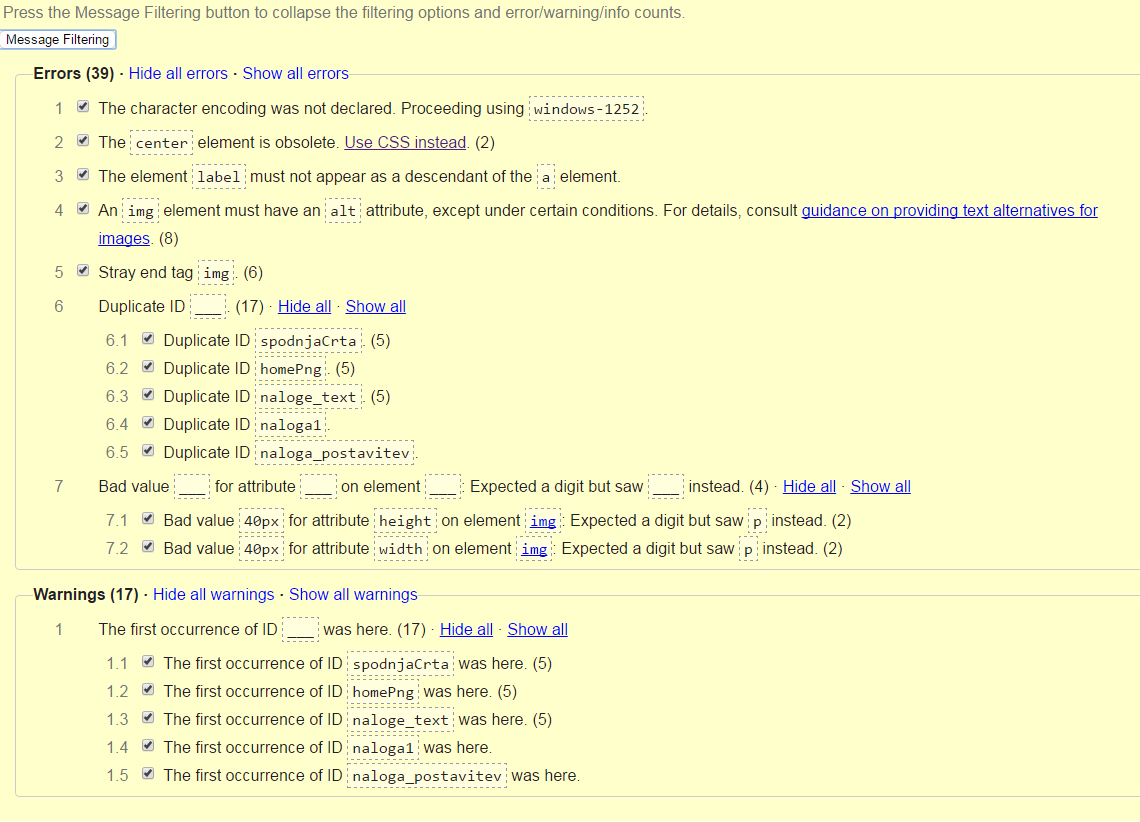 Press the Message Filtering button to collapse the filtering options and error/warning/info counts.
Message Filtering
Errors (39) · Hide all errors · Show all errors
1 The character encoding was not declared. Proceeding using windows-1252.
2 The center element is obsolete. Use CSS instead. (2)
3 The element label must not appear as a descendant of the a element.
4 An img element must have an alt attribute, except under certain conditions. For details, consult guidance on providing text alternatives for
images. (8)
5 Stray end tag img. (6)
6 Duplicate ID ___. (17) · Hide all · Show all
6.1 Duplicate ID spodnjaCrta. (5)
6.2 Duplicate ID homePng. (5)
6.3 Duplicate ID naloge_text. (5)
6.4 Duplicate ID naloga1.
6.5 Duplicate ID naloga_postavitev.
7 Bad value ___ for attribute ___ on element ___: Expected a digit but saw ___ instead. (4) · Hide all · Show all
7.1 Bad value 40px for attribute height on element img: Expected a digit but saw p instead. (2)
7.2 Bad value 40px for attribute width on element img: Expected a digit but saw p instead. (2)
Warnings (17) · Hide all warnings · Show all warnings
1 The first occurrence of ID ___ was here. (17) · Hide all · Show all
1.1 The first occurrence of ID spodnjaCrta was here. (5)
1.2 The first occurrence of ID homePng was here. (5)
1.3 The first occurrence of ID naloge_text was here. (5)
1.4 The first occurrence of ID naloga1 was here.
1.5 The first occurrence of ID naloga_postavitev was here.